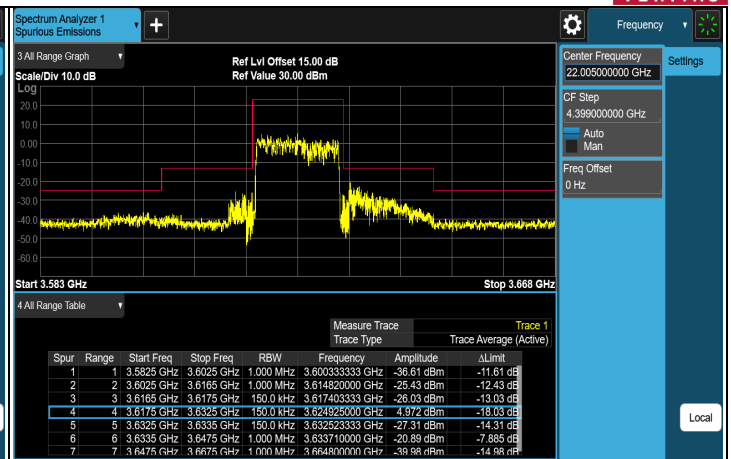 Spectrum Analyzer 1
Spurious Emissions
+
Frequency
3 All Range Graph
Ref Lvl Offset 15.00 dB
Scale/Div 10.0 dB
Ref Value 30.00 dBm
Log
20.0
10.0
0.00
-10.0
-20.0
-30.0
-40.0
-50.0
-60.0
Start 3.583 GHz
Stop 3.668 GHz
Center Frequency
22.005000000 GHz
Settings
CF Step
4.399000000 GHz
Auto
Man
Freq Offset
0 Hz
Local
4 All Range Table
Measure Trace Trace 1
Trace Type Trace Average (Active)
Spur Range Start Freq Stop Freq RBW Frequency Amplitude ΔLimit
1 1 3.5825 GHz 3.6025 GHz 1.000 MHz 3.600333333 GHz -36.61 dBm -11.61 dB
2 2 3.6025 GHz 3.6165 GHz 1.000 MHz 3.614820000 GHz -25.43 dBm -12.43 dB
3 3 3.6165 GHz 3.6175 GHz 150.0 kHz 3.617403333 GHz -26.03 dBm -13.03 dB
4 4 3.6175 GHz 3.6325 GHz 150.0 kHz 3.624925000 GHz 4.972 dBm -18.03 dB
5 5 3.6325 GHz 3.6335 GHz 150.0 kHz 3.632523333 GHz -27.31 dBm -14.31 dB
6 6 3.6335 GHz 3.6475 GHz 1.000 MHz 3.633710000 GHz -20.89 dBm -7.885 dB
7 7 3.6475 GHz 3.6675 GHz 1.000 MHz 3.664800000 GHz -39.98 dBm -14.98 dB